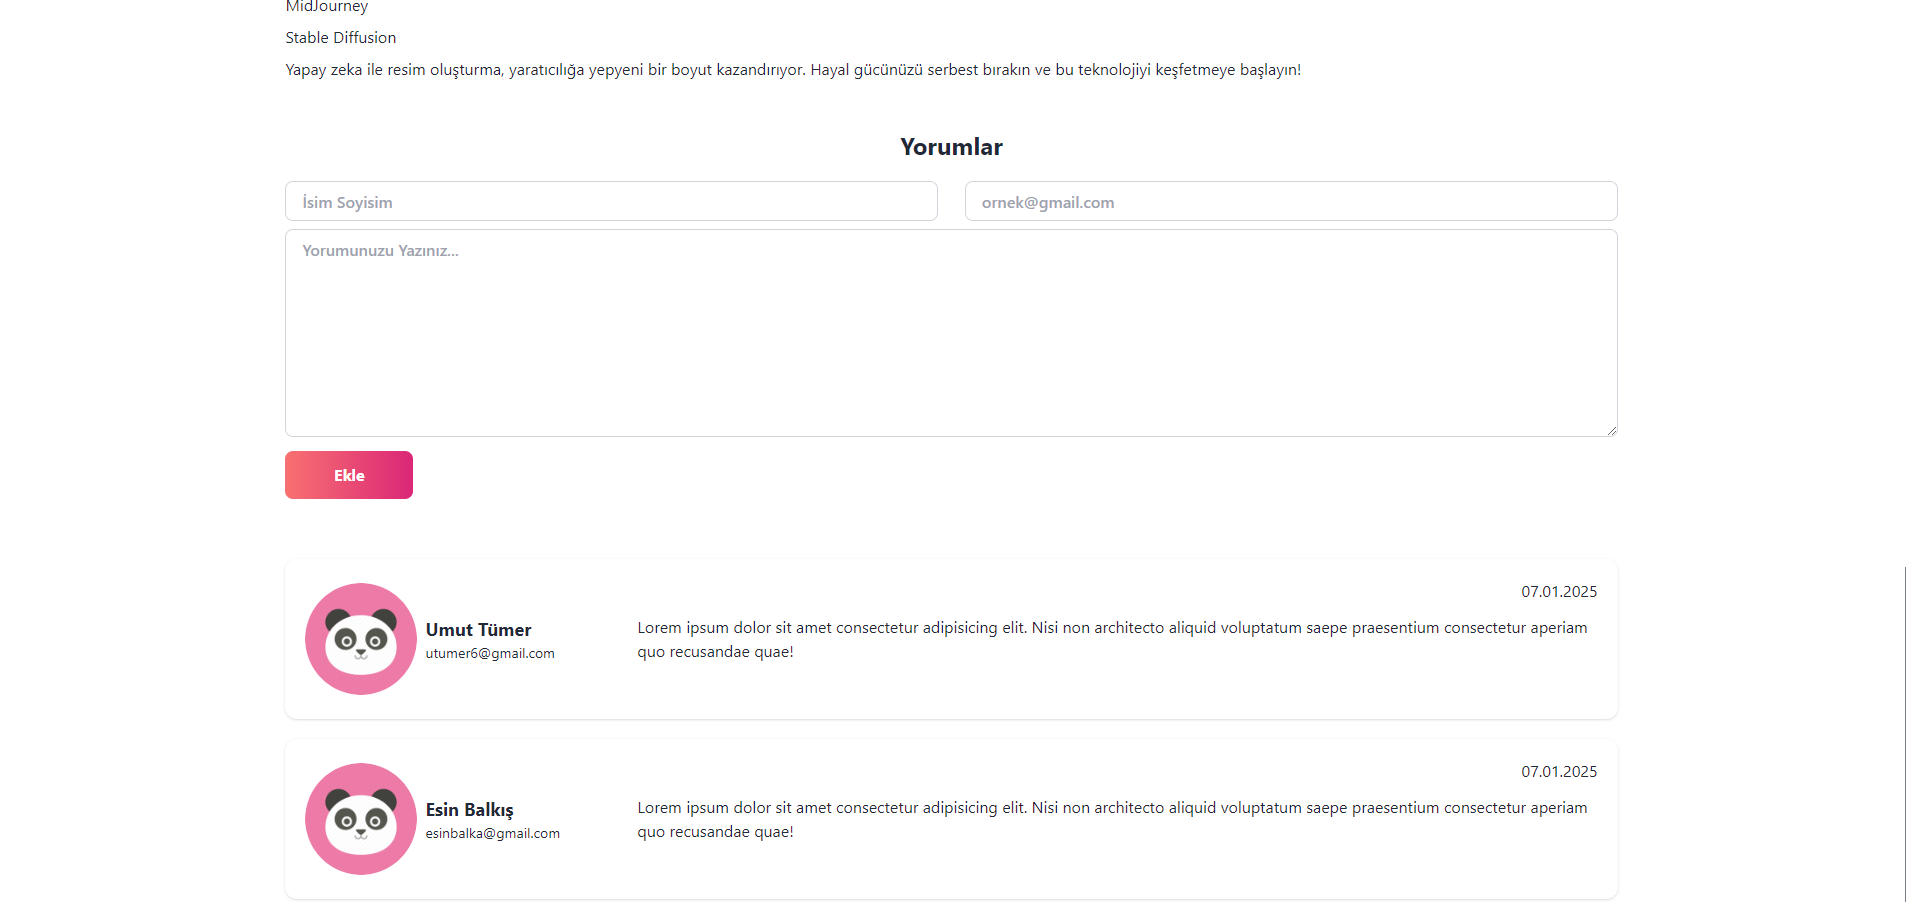 MidJourney
Stable Diffusion
Yapay zeka ile resim oluşturma, yaratıcılığa yepyeni bir boyut kazandırıyor. Hayal gücünüzü serbest bırakın ve bu teknolojiyi keşfetmeye başlayın!
Yorumlar
İsim Soyisim
ornek@gmail.com
Yorumunuzu Yazınız...
Ekle
07.01.2025
Umut Tümer
utumer6@gmail.com
Lorem ipsum dolor sit amet consectetur adipisicing elit. Nisi non architecto aliquid voluptatum saepe praesentium consectetur aperiam
quo recusandae quae!
07.01.2025
Esin Balkış
esinbalka@gmail.com
Lorem ipsum dolor sit amet consectetur adipisicing elit. Nisi non architecto aliquid voluptatum saepe praesentium consectetur aperiam
quo recusandae quae!